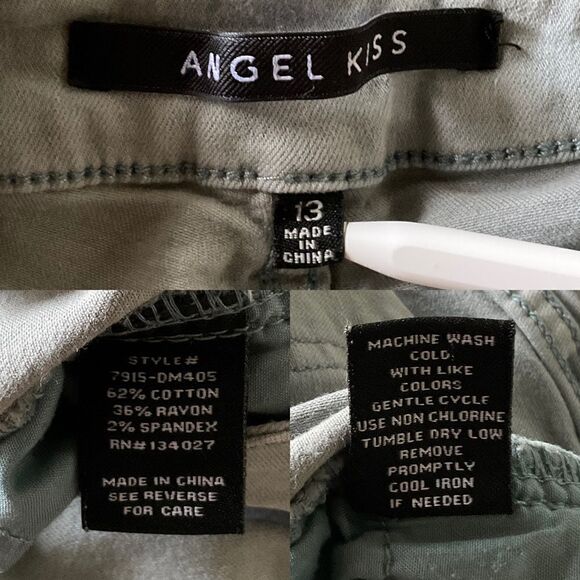 ANGEL KISS
13
MADE
IN
CHINA
STYLE#
7915-DM405
62% COTTON
36% RAYON
2% SPANDEX
RN#134027
MADE IN CHINA
SEE REVERSE
FOR CARE
MACHINE WASH
COLD
WITH LIKE
COLORS
GENTLE CYCLE
USE NON CHLORINE
TUMBLE DRY LOW
REMOVE
PROMPTLY
COOL IRON
IF NEEDED